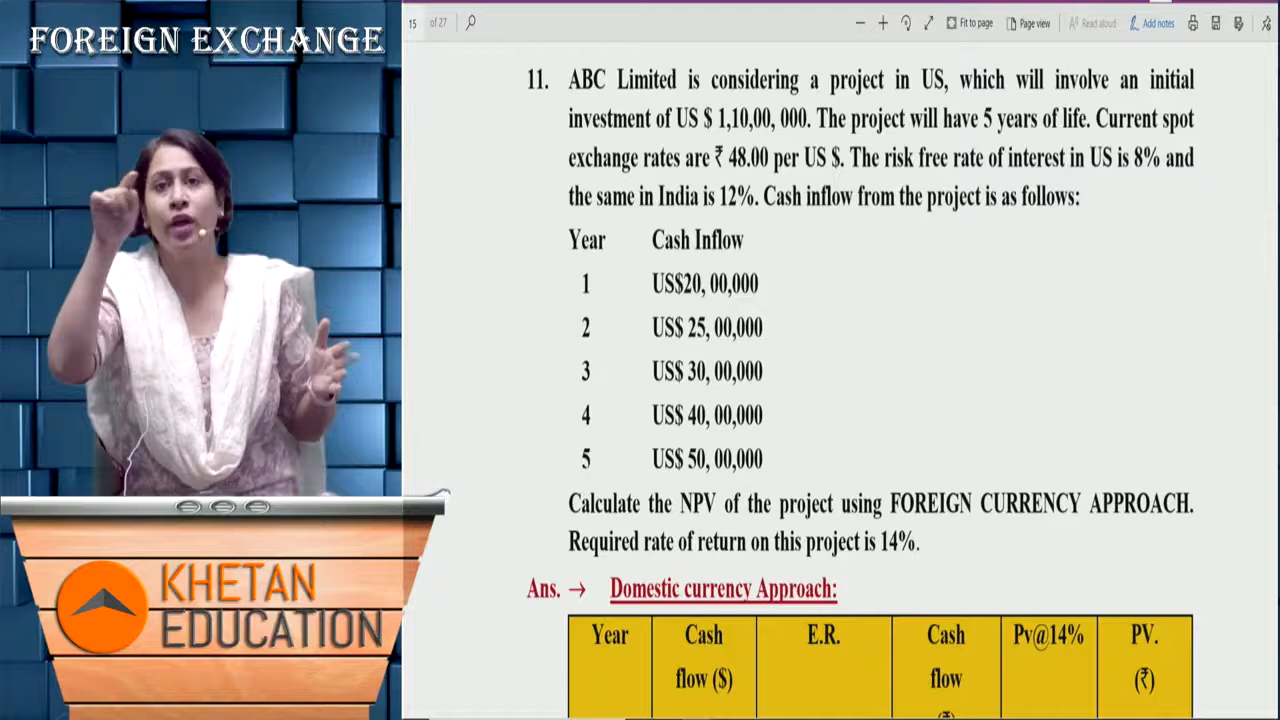 FOREIGN EXCHANGE
15 of 27
Fit to page
Page view
Read aloud
Add notes
11. ABC Limited is considering a project in US, which will involve an initial
investment of US $ 1,10,00, 000. The project will have 5 years of life. Current spot
exchange rates are ₹ 48.00 per US $. The risk free rate of interest in US is 8% and
the same in India is 12%. Cash inflow from the project is as follows:
Year Cash Inflow
1 US$20, 00,000
2 US$ 25, 00,000
3 US$ 30, 00,000
4 US$ 40, 00,000
5 US$ 50, 00,000
Calculate the NPV of the project using FOREIGN CURRENCY APPROACH.
Required rate of return on this project is 14%.
Ans. → Domestic currency Approach:
Year Cash E.R. Cash Pv@14% PV.
flow ($) flow (₹)
KHETAN
EDUCATION